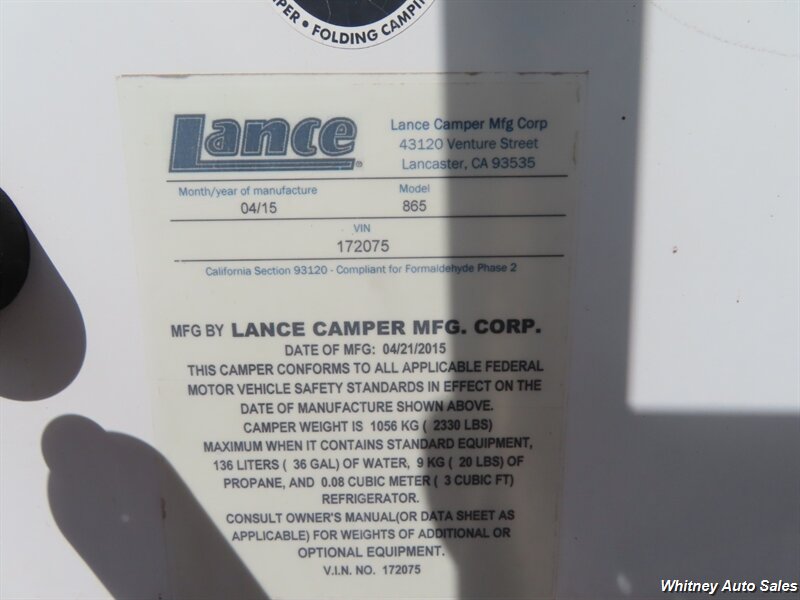 FOLDING CAMPI
Lance
Lance Camper Mfg Corp
43120 Venture Street
Lancaster, CA 93535
Month/year of manufacture Model
04/15 865
VIN
172075
California Section 93120 - Compliant for Formaldehyde Phase 2
MFG BY LANCE CAMPER MFG. CORP.
DATE OF MFG: 04/21/2015
THIS CAMPER CONFORMS TO ALL APPLICABLE FEDERAL
MOTOR VEHICLE SAFETY STANDARDS IN EFFECT ON THE
DATE OF MANUFACTURE SHOWN ABOVE.
CAMPER WEIGHT IS 1056 KG ( 2330 LBS)
MAXIMUM WHEN IT CONTAINS STANDARD EQUIPMENT,
136 LITERS ( 36 GAL) OF WATER, 9 KG ( 20 LBS) OF
PROPANE, AND 0.08 CUBIC METER ( 3 CUBIC FT)
REFRIGERATOR.
CONSULT OWNER'S MANUAL(OR DATA SHEET AS
APPLICABLE) FOR WEIGHTS OF ADDITIONAL OR
OPTIONAL EQUIPMENT.
V.I.N. NO. 172075
Whitney Auto Sales